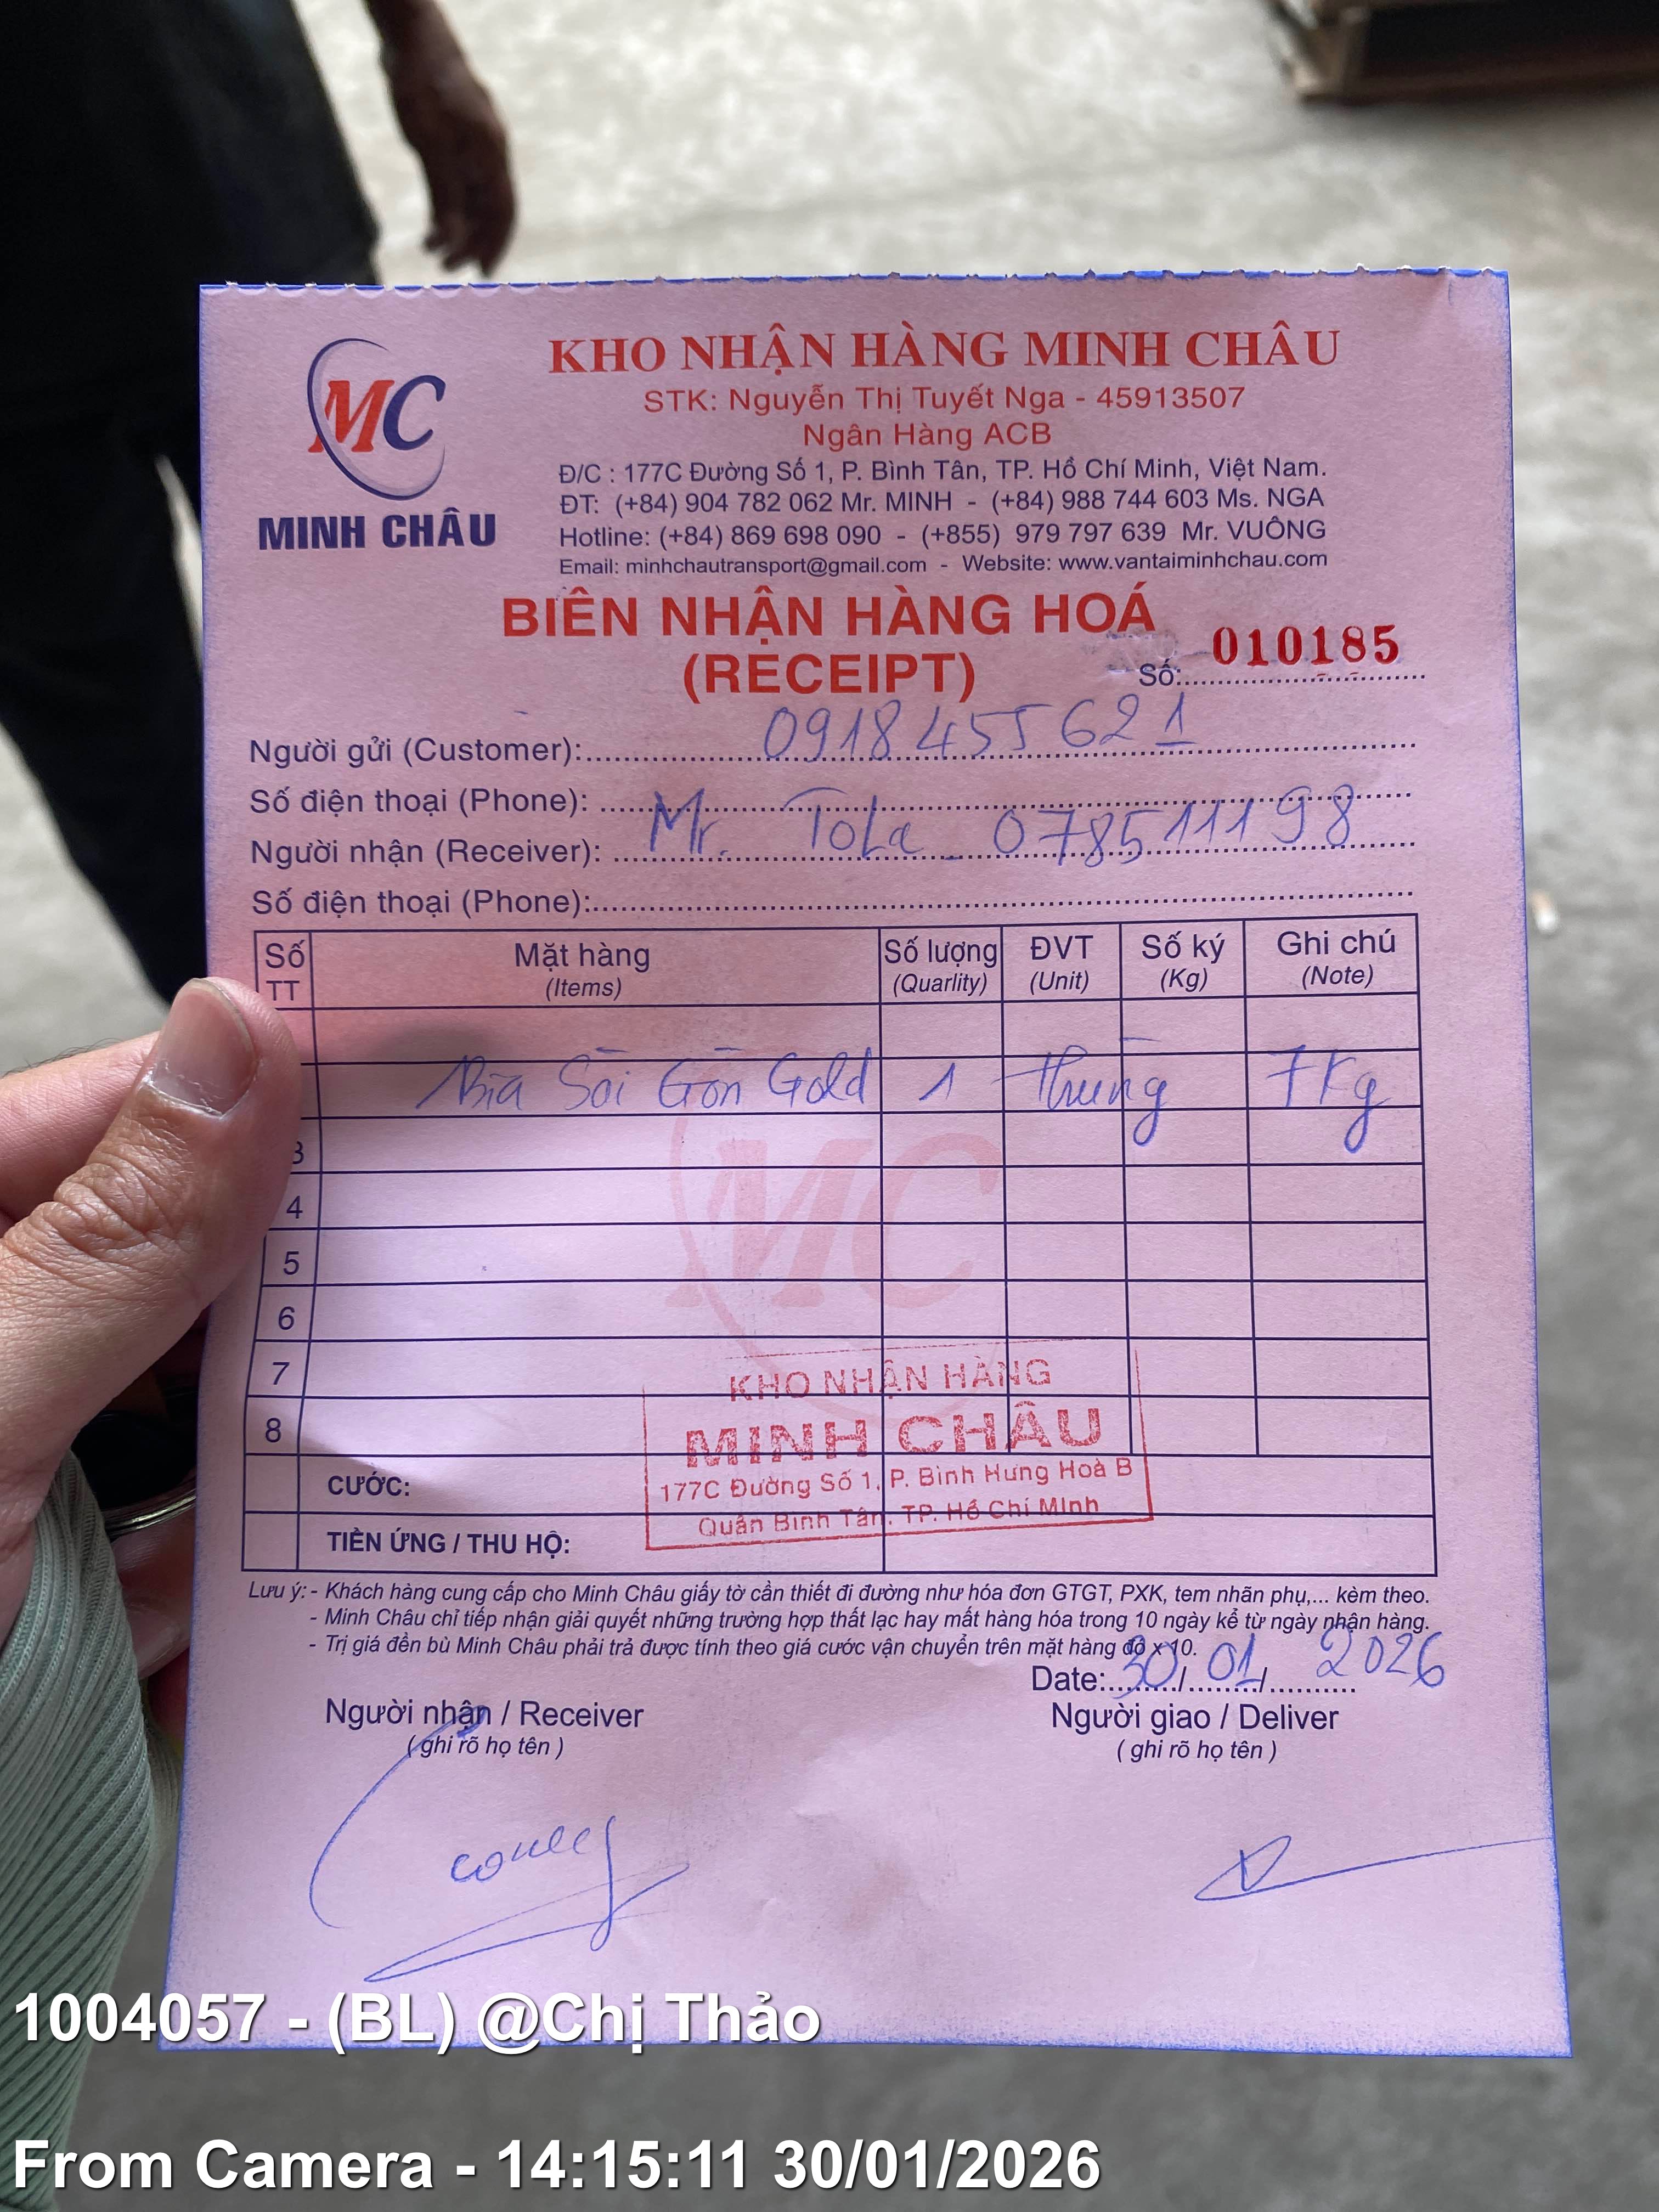 MC
MINH CHÂU
KHO NHẬN HÀNG MINH CHÂU
STK: Nguyễn Thị Tuyết Nga - 45913507
Ngân Hàng ACB
Đ/C : 177C Đường Số 1, P. Bình Tân, TP. Hồ Chí Minh, Việt Nam.
ĐT: (+84) 904 782 062 Mr. MINH - (+84) 988 744 603 Ms. NGA
Hotline: (+84) 869 698 090 - (+855) 979 797 639 Mr. VUÔNG
Email: minhchautransport@gmail.com - Website: www.vantaiminhchau.com
BIÊN NHẬN HÀNG HOÁ
(RECEIPT)
Số: 010185
Người gửi (Customer): 0918455621
Số điện thoại (Phone):
Người nhận (Receiver): Mr. Tola - 078511198
Số điện thoại (Phone):
Số TT Mặt hàng (Items) Số lượng (Quarlity) ĐVT (Unit) Số ký (Kg) Ghi chú (Note)
Bia Sài Gòn Gold 1 thùng 7Kg
3
4
5
6
7
8
MC
KHO NHẬN HÀNG
MINH CHÂU
177C Đường Số 1, P. Bình Hưng Hoà B
Quận Bình Tân, TP. Hồ Chí Minh
CƯỚC:
TIỀN ỨNG / THU HỘ:
Lưu ý: - Khách hàng cung cấp cho Minh Châu giấy tờ cần thiết đi đường như hóa đơn GTGT, PXK, tem nhãn phụ,... kèm theo.
- Minh Châu chỉ tiếp nhận giải quyết những trường hợp thất lạc hay mất hàng hóa trong 10 ngày kể từ ngày nhận hàng.
- Trị giá đền bù Minh Châu phải trả được tính theo giá cước vận chuyển trên mặt hàng đó x 10.
Date: 30/01/2026
Người nhận / Receiver
( ghi rõ họ tên )
Người giao / Deliver
( ghi rõ họ tên )
1004057 - (BL) @Chị Thảo
From Camera - 14:15:11 30/01/2026